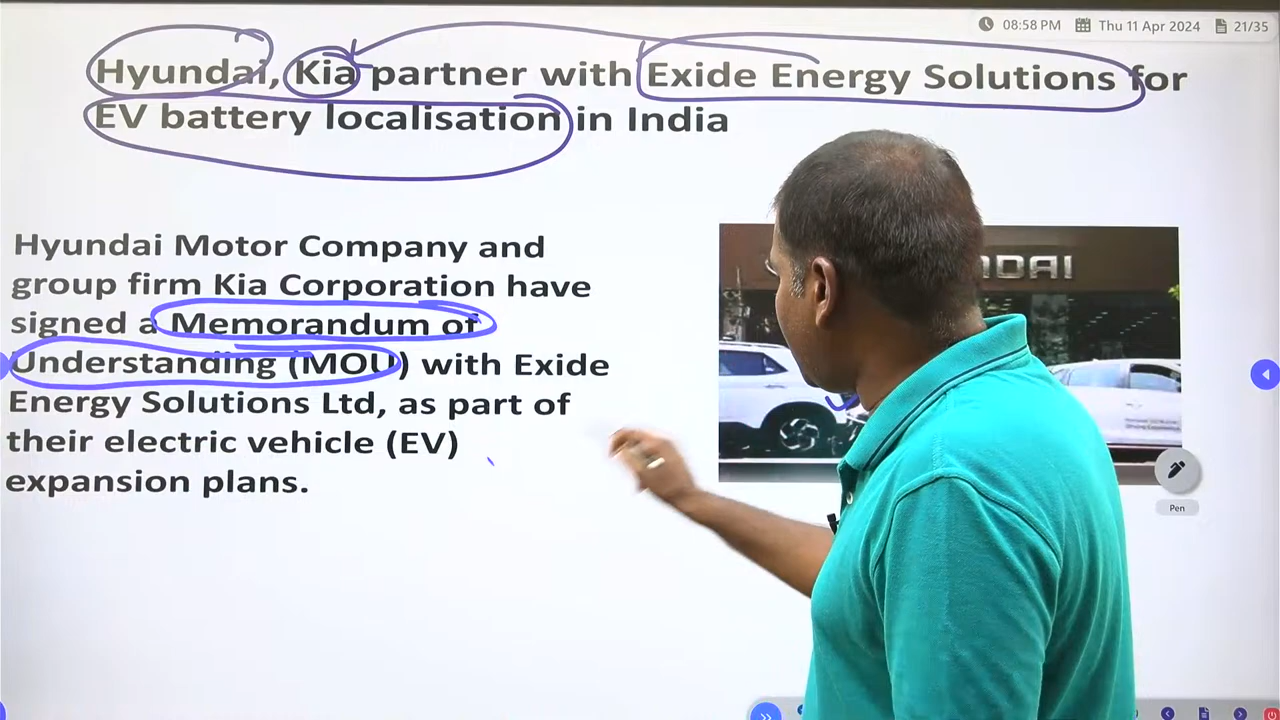 08:58 PM Thu 11 Apr 2024 21/35
Hyundai, Kia partner with Exide Energy Solutions for
EV battery localisation in India
Hyundai Motor Company and
group firm Kia Corporation have
signed a Memorandum of
Understanding (MOU) with Exide
Energy Solutions Ltd, as part of
their electric vehicle (EV)
expansion plans.
NDAI
Pen